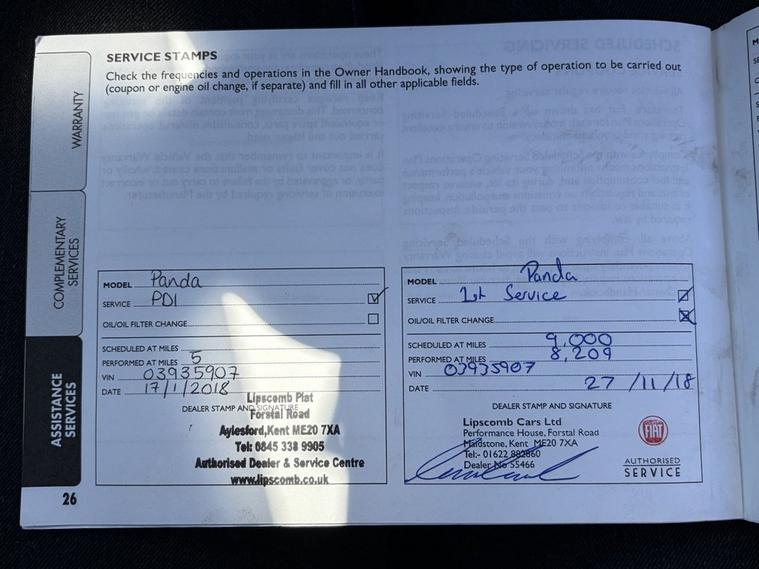 SERVICE STAMPS
Check the frequencies and operations in the Owner Handbook, showing the type of operation to be carried out
(coupon or engine oil change, if separate) and fill in all other applicable fields.
WARRANTY
COMPLEMENTARY
SERVICES
ASSISTANCE
SERVICES
MODEL Panda
SERVICE PDI
OIL/OIL FILTER CHANGE
SCHEDULED AT MILES
PERFORMED AT MILES 5
VIN 03935907
DATE 17/1/2018
DEALER STAMP AND SIGNATURE
Lipscomb Fiat
Forstal Road
Aylesford,Kent ME20 7XA
Tel: 0845 338 9905
Authorised Dealer & Service Centre
www.lipscomb.co.uk
MODEL Panda
SERVICE 1st Service
OIL/OIL FILTER CHANGE
SCHEDULED AT MILES 9,000
PERFORMED AT MILES 8,209
VIN 03935907
DATE 27/11/18
DEALER STAMP AND SIGNATURE
Lipscomb Cars Ltd
Performance House, Forstal Road
Maidstone, Kent ME20 7XA
Tel:- 01622 882860
Dealer No 55466
FIAT
AUTHORISED
SERVICE
26